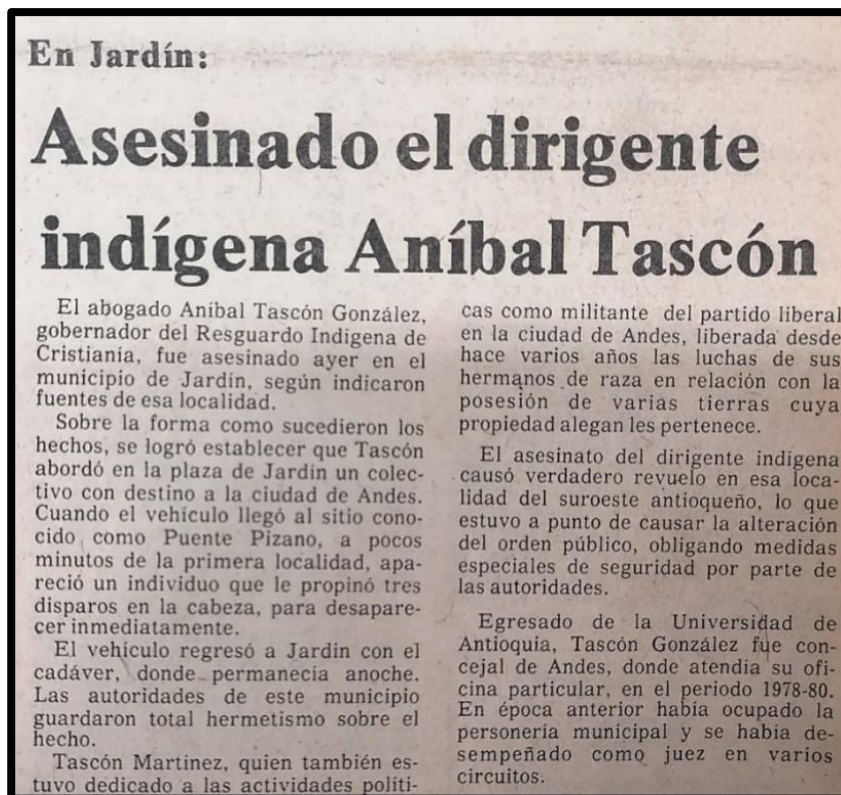 En Jardín:
Asesinado el dirigente
indígena Aníbal Tascón
El abogado Aníbal Tascón González,
gobernador del Resguardo Indígena de
Cristianía, fue asesinado ayer en el
municipio de Jardín, según indicaron
fuentes de esa localidad.
Sobre la forma como sucedieron los
hechos, se logró establecer que Tascón
abordó en la plaza de Jardín un colec-
tivo con destino a la ciudad de Andes.
Cuando el vehículo llegó al sitio cono-
cido como Puente Pizano, a pocos
minutos de la primera localidad, apa-
reció un individuo que le propinó tres
disparos en la cabeza, para desapare-
cer inmediatamente.
El vehículo regresó a Jardín con el
cadáver, donde permanecía anoche.
Las autoridades de este municipio
guardaron total hermetismo sobre el
hecho.
Tascón Martínez, quien también es-
tuvo dedicado a las actividades políti-
cas como militante del partido liberal
en la ciudad de Andes, liberada desde
hace varios años las luchas de sus
hermanos de raza en relación con la
posesión de varias tierras cuya
propiedad alegan les pertenece.
El asesinato del dirigente indígena
causó verdadero revuelo en esa loca-
lidad del suroeste antioqueño, lo que
estuvo a punto de causar la alteración
del orden público, obligando medidas
especiales de seguridad por parte de
las autoridades.
Egresado de la Universidad de
Antioquia, Tascón González fue con-
cejal de Andes, donde atendía su ofi-
cina particular, en el periodo 1978-80.
En época anterior había ocupado la
personería municipal y se había de-
sempeñado como juez en varios
circuitos.